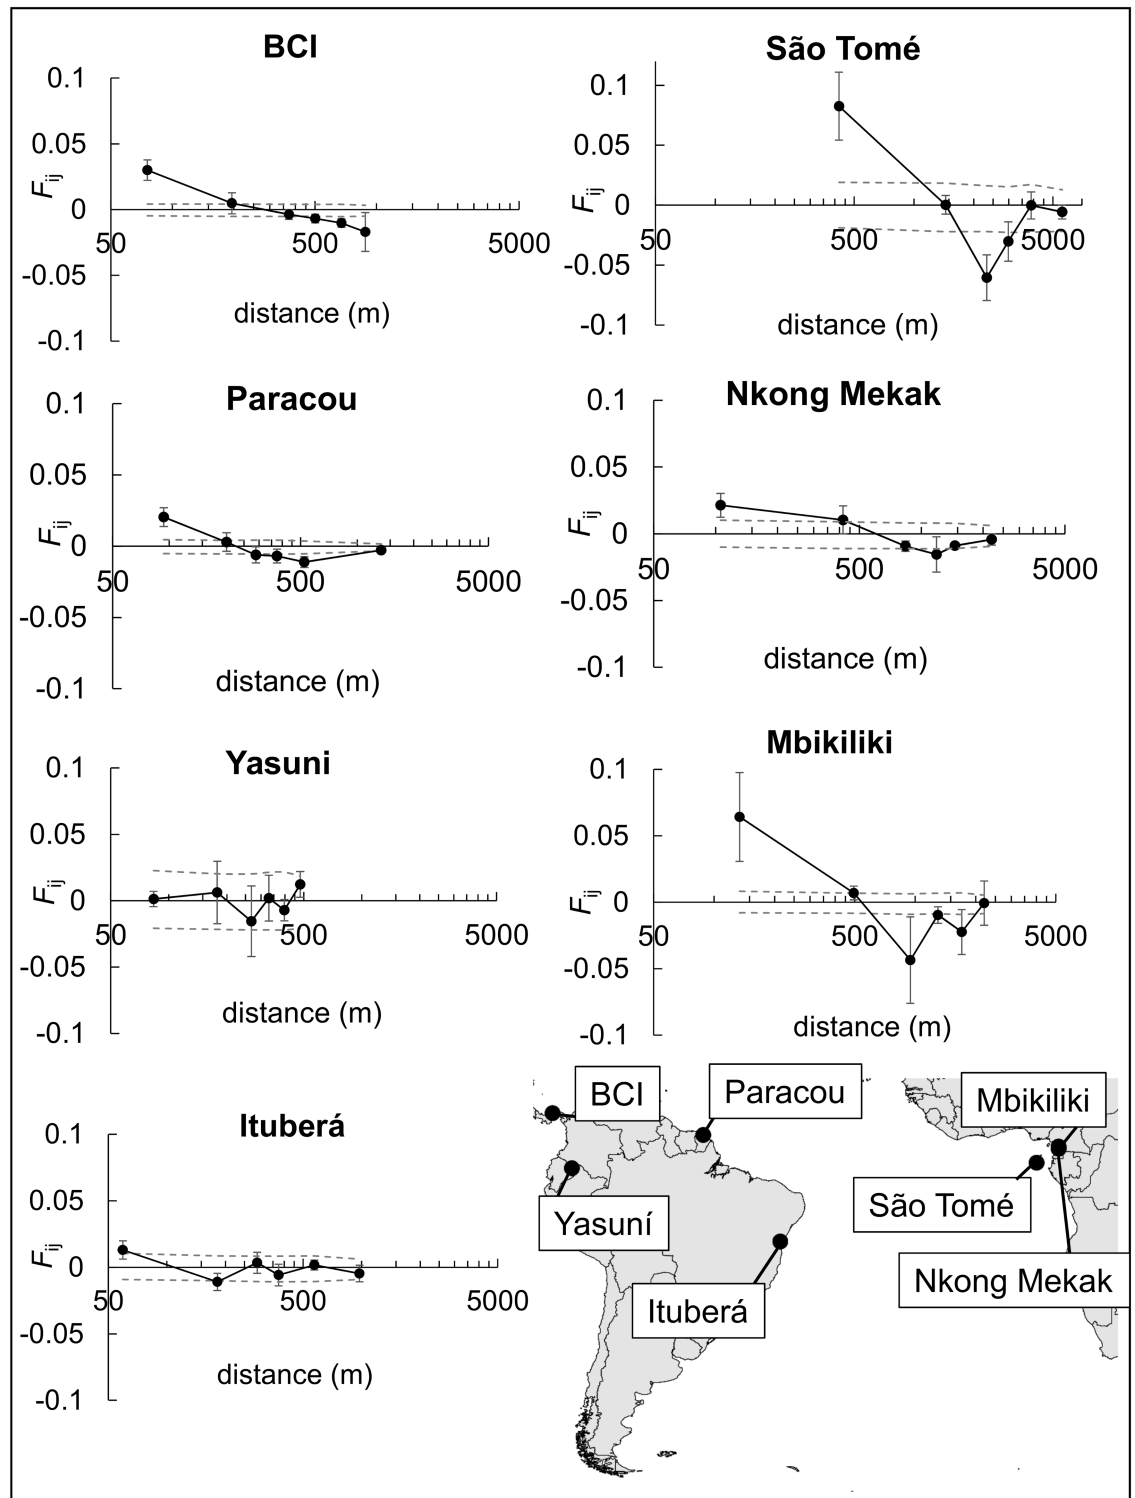 BCI
0.1
0.05
0
-0.05
-0.1
Fij
50
500
5000
distance (m)
São Tomé
0.1
0.05
0
-0.05
-0.1
Fij
50
500
5000
distance (m)
Paracou
0.1
0.05
0
-0.05
-0.1
Fij
50
500
5000
distance (m)
Nkong Mekak
0.1
0.05
0
-0.05
-0.1
Fij
50
500
5000
distance (m)
Yasuni
0.1
0.05
0
-0.05
-0.1
Fij
50
500
5000
distance (m)
Mbikiliki
0.1
0.05
0
-0.05
-0.1
Fij
50
500
5000
distance (m)
Ituberá
0.1
0.05
0
-0.05
-0.1
Fij
50
500
5000
distance (m)
BCI
Paracou
Mbikiliki
São Tomé
Yasuní
Nkong Mekak
Ituberá